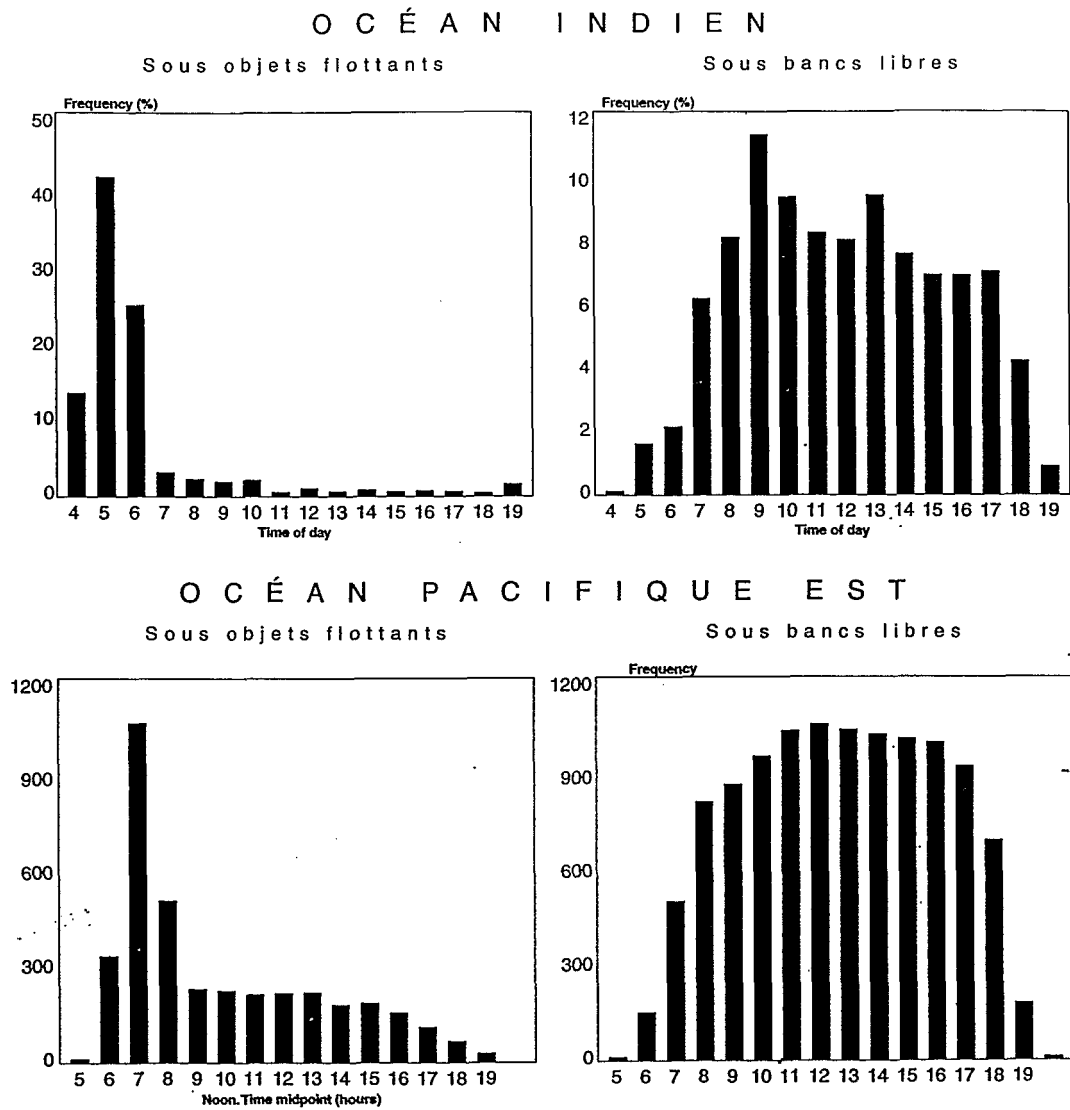 OCÉAN INDIEN
Sous objets flottants
Frequency (%)
50
40
30
20
10
0
4 5 6 7 8 9 10 11 12 13 14 15 16 17 18 19
Time of day
Sous bancs libres
Frequency (%)
12
10
8
6
4
2
0
4 5 6 7 8 9 10 11 12 13 14 15 16 17 18 19
Time of day
OCÉAN PACIFIQUE EST
Sous objets flottants
1200
900
600
300
0
5 6 7 8 9 10 11 12 13 14 15 16 17 18 19
Noon.Time midpoint (hours)
Sous bancs libres
Frequency
1200
900
600
300
0
5 6 7 8 9 10 11 12 13 14 15 16 17 18 19